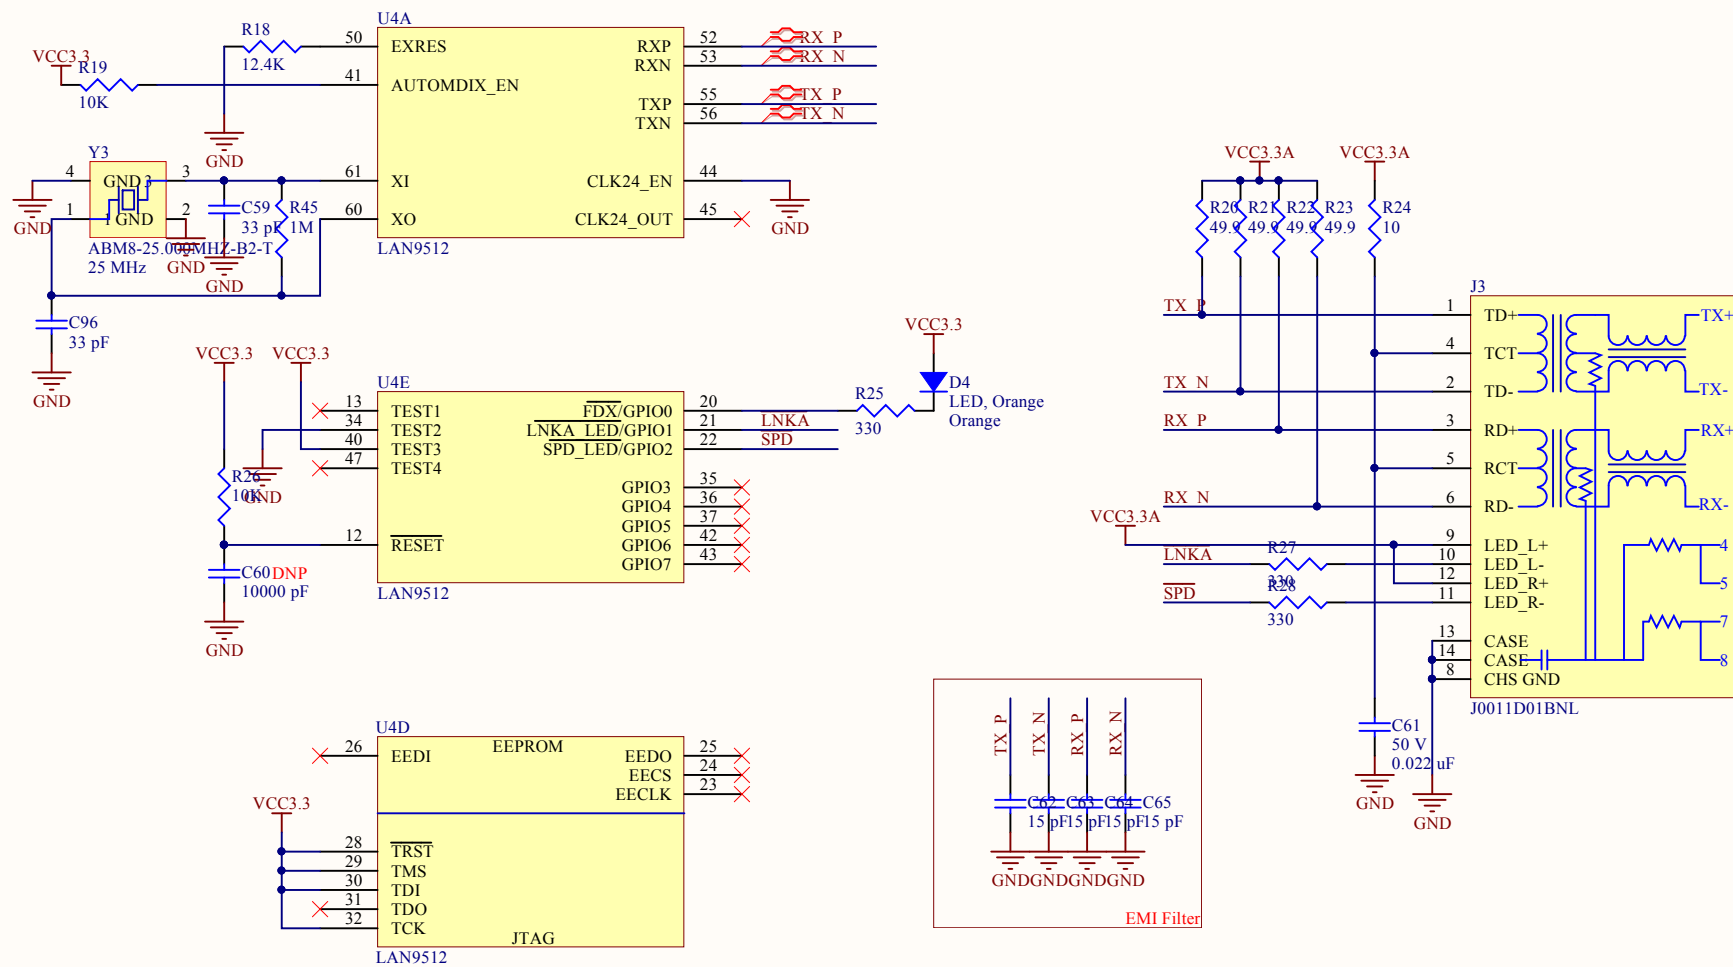 U4A
R18
12.4K
VCC3.3
R19
10K
GND
50
EXRES
41
AUTOMDIX_EN
61
XI
60
XO
RXP
52
RX_P
RXN
53
RX_N
TXP
55
TX_P
TXN
56
TX_N
CLK24_EN
44
CLK24_OUT
45
GND
LAN9512
Y3
4
GND
3
3
1
1
GND
2
GND
GND
ABM8-25.000MHZ-B2-T
25 MHz
C59
33 pF
GND
R45
1M
C96
33 pF
GND
VCC3.3
VCC3.3
U4E
13
TEST1
34
TEST2
40
TEST3
47
TEST4
12
RESET
FDX/GPIO0
20
LNKA_LED/GPIO1
21
LNKA
SPD_LED/GPIO2
22
SPD
GPIO3
35
GPIO4
36
GPIO5
37
GPIO6
42
GPIO7
43
LAN9512
R26
10K
GND
C60
DNP
10000 pF
GND
VCC3.3
R25
330
D4
LED, Orange
Orange
U4D
EEPROM
26
EEDI
EEDO
25
EECS
24
EECLK
23
VCC3.3
28
TRST
29
TMS
30
TDI
31
TDO
32
TCK
JTAG
LAN9512
VCC3.3A
VCC3.3A
R20
49.9
R21
49.9
R22
49.9
R23
49.9
R24
10
J3
TX_P
1
TD+
TX+
4
TCT
TX_N
2
TD-
TX-
RX_P
3
RD+
RX+
5
RCT
RX_N
6
RD-
RX-
VCC3.3A
9
LED_L+
4
LNKA
R27
330
10
LED_L-
12
LED_R+
5
SPD
R28
330
11
LED_R-
7
13
CASE
14
CASE
8
8
CHS GND
J0011D01BNL
C61
50 V
0.022 uF
GND
GND
TX_P
TX_N
RX_P
RX_N
C62
C63
C64
C65
15 pF
15 pF
15 pF
15 pF
GND
GND
GND
GND
EMI Filter